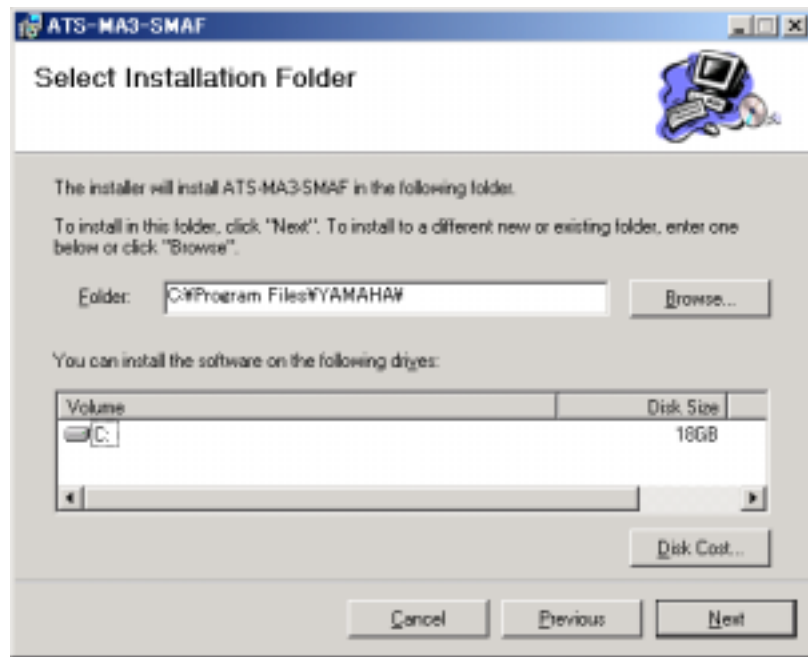 ATS-MA3-SMAF
Select Installation Folder
The installer will install ATS-MA3-SMAF in the following folder.
To install in this folder, click "Next". To install to a different new or existing folder, enter one
below or click "Browse".
Folder: C:¥Program Files¥YAMAHA¥ Browse...
You can install the software on the following drives:
Volume Disk Size
C: 18GB
Disk Cost...
Cancel Previous Next